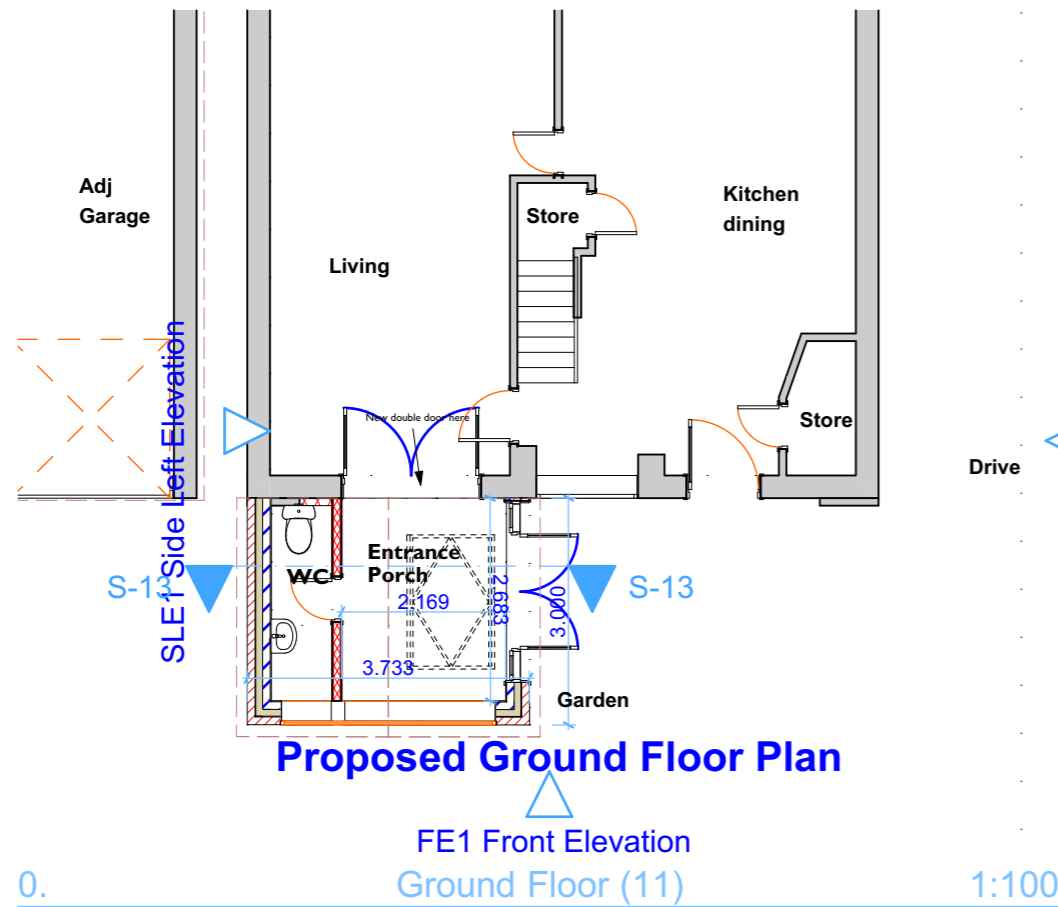 Adj
Garage
Living
Store
Kitchen
dining
Store
Drive
New double door here
SLE1 Side Left Elevation
S-13
WC
Entrance
Porch
2.169
2.683
3.000
S-13
3.733
Garden
Proposed Ground Floor Plan
FE1 Front Elevation
0.
Ground Floor (11)
1:100